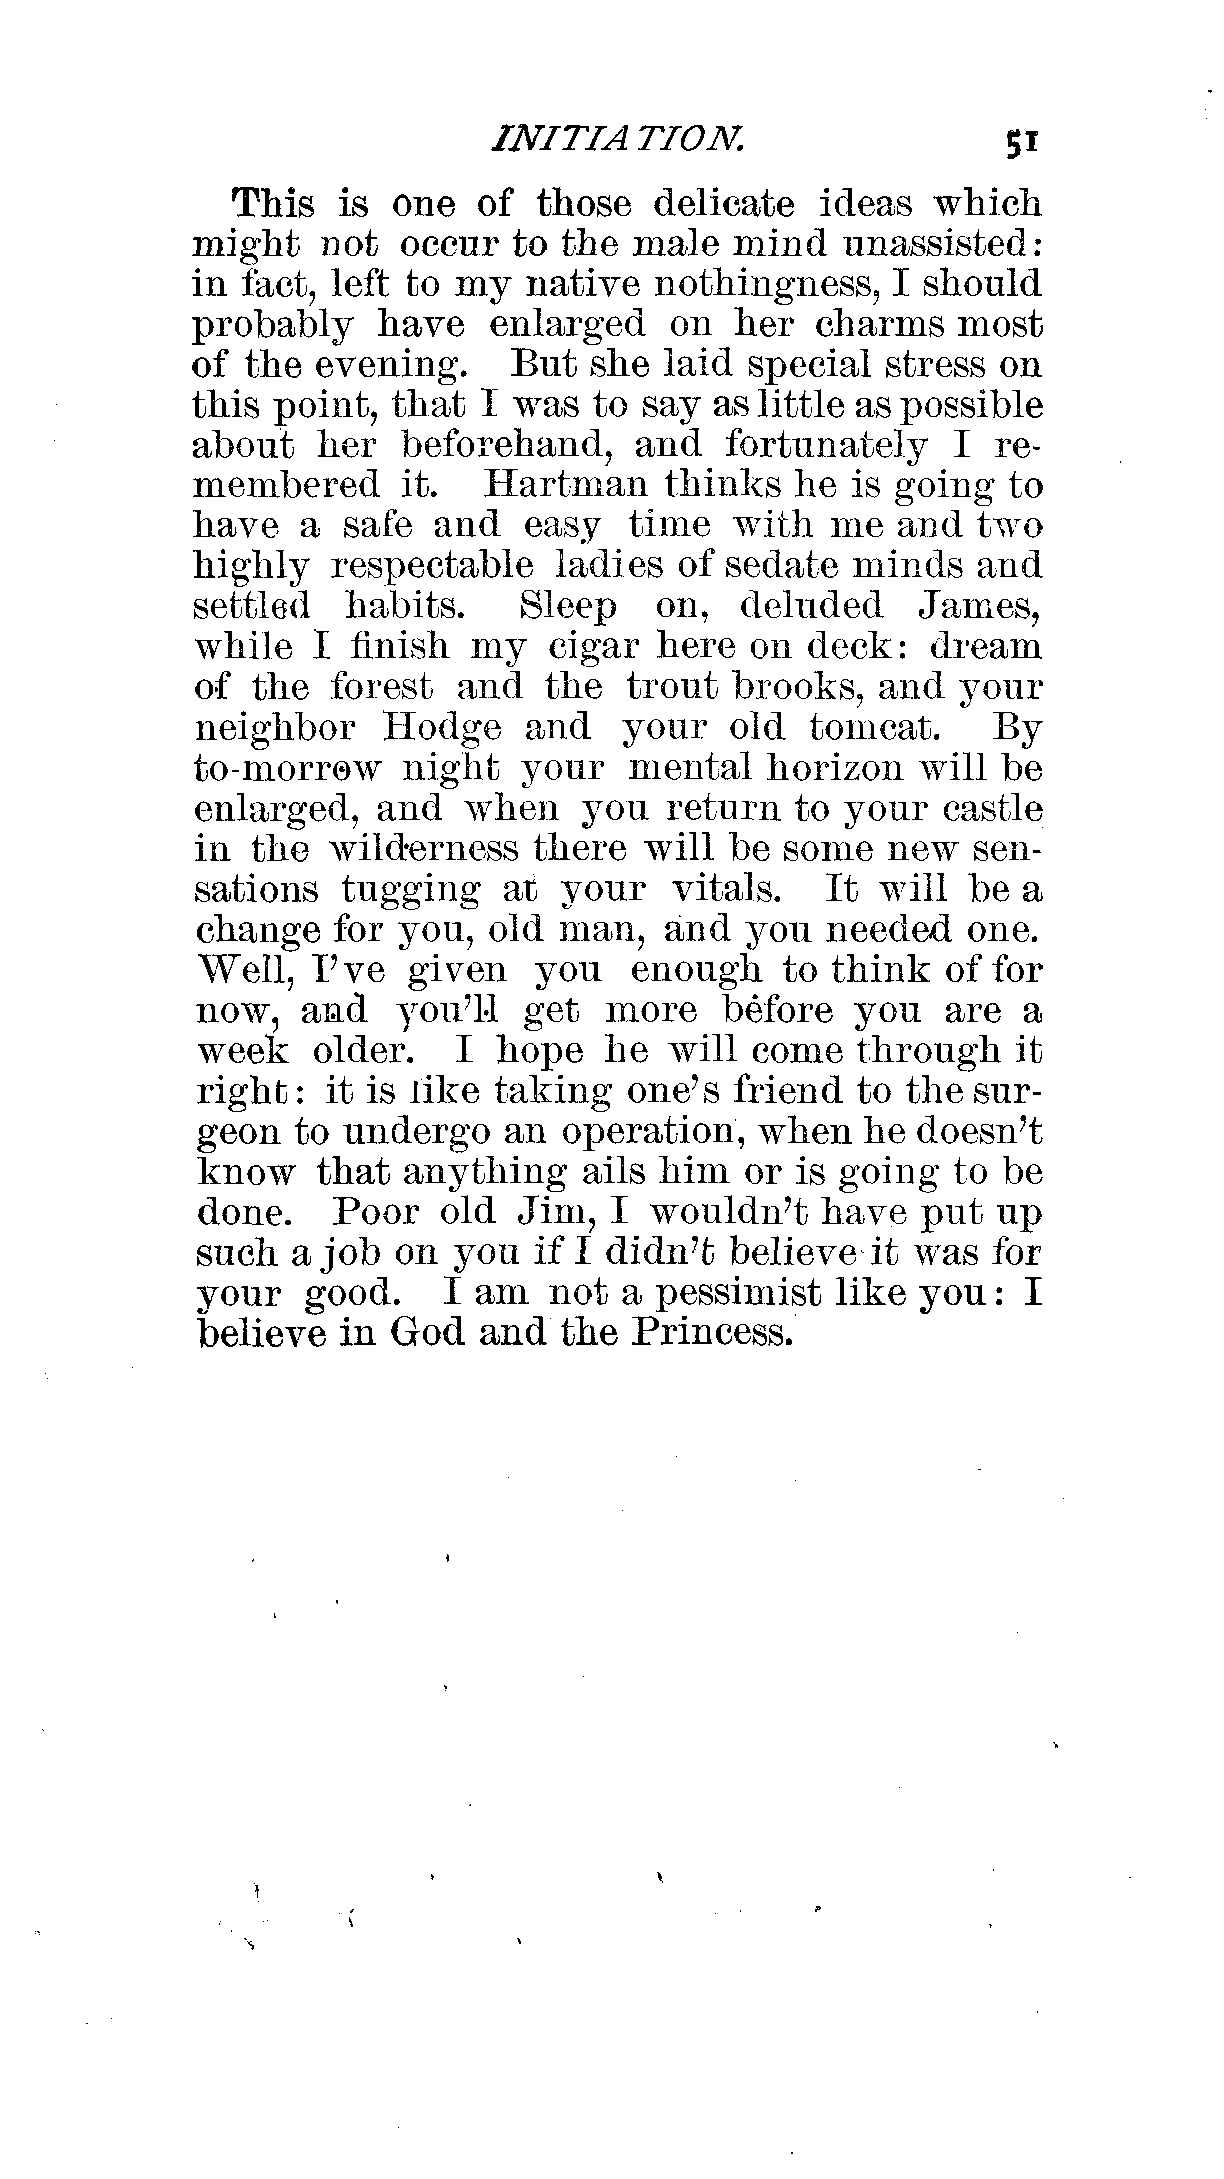 INITIATION. 51
This is one of those delicate ideas which
might not occur to the male mind unassisted:
in fact, left to my native nothingness, I should
probably have enlarged on her charms most
of the evening. But she laid special stress on
this point, that I was to say as little as possible
about her beforehand, and fortunately I re-
membered it. Hartman thinks he is going to
have a safe and easy time with me and two
highly respectable ladies of sedate minds and
settled habits. Sleep on, deluded James,
while I finish my cigar here on deck: dream
of the forest and the trout brooks, and your
neighbor Hodge and your old tomcat. By
to-morrow night your mental horizon will be
enlarged, and when you return to your castle
in the wilderness there will be some new sen-
sations tugging at your vitals. It will be a
change for you, old man, and you needed one.
Well, I've given you enough to think of for
now, and you'll get more before you are a
week older. I hope he will come through it
right: it is like taking one's friend to the sur-
geon to undergo an operation, when he doesn't
know that anything ails him or is going to be
done. Poor old Jim, I wouldn't have put up
such a job on you if I didn't believe it was for
your good. I am not a pessimist like you: I
believe in God and the Princess.